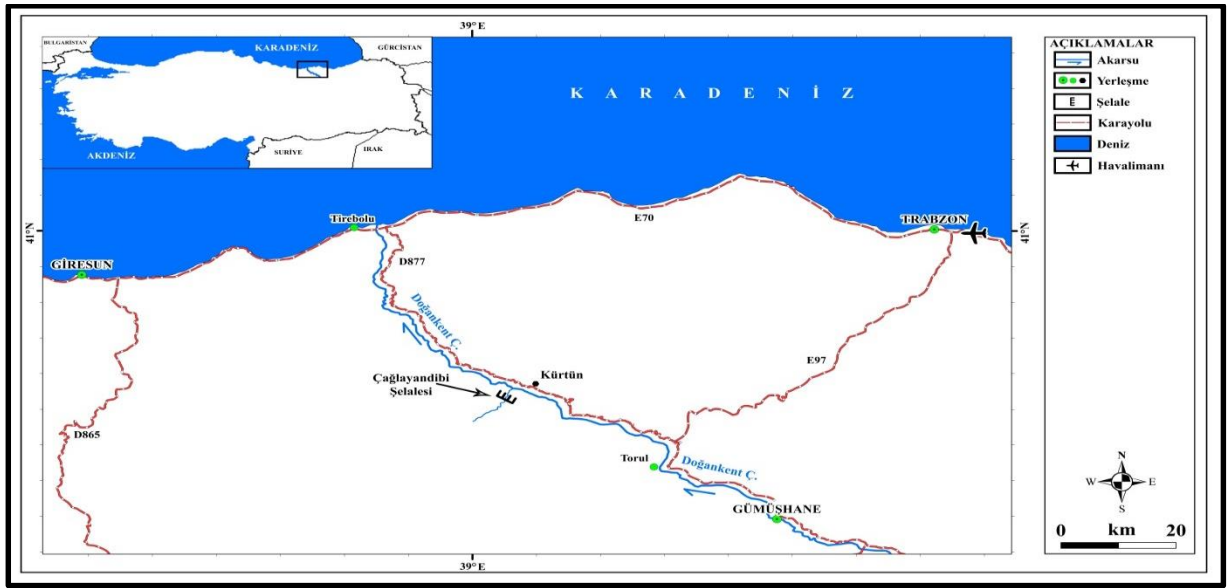 39°E
BULGARİSTAN
KARADENİZ
GÜRCİSTAN
AKDENİZ
SURİYE
IRAK
KARADENİZ
41°N
41°N
Tirebolu
E70
TRABZON
GİRESUN
D877
Doğankent Ç.
E97
Kürtün
Çağlayandibi
Şelalesi
D865
Torul
Doğankent Ç.
GÜMÜŞHANE
39°E
AÇIKLAMALAR
Akarsu
Yerleşme
E Şelale
Karayolu
Deniz
Havalimanı
N
W E
S
0 km 20